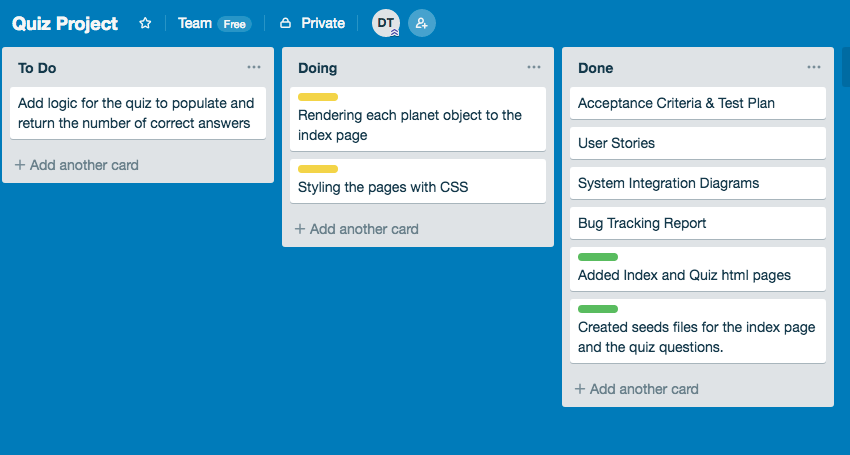 Quiz Project Team Free Private DT
To Do
Add logic for the quiz to populate and
return the number of correct answers
+ Add another card
Doing
Rendering each planet object to the
index page
Styling the pages with CSS
+ Add another card
Done
Acceptance Criteria & Test Plan
User Stories
System Integration Diagrams
Bug Tracking Report
Added Index and Quiz html pages
Created seeds files for the index page
and the quiz questions.
+ Add another card